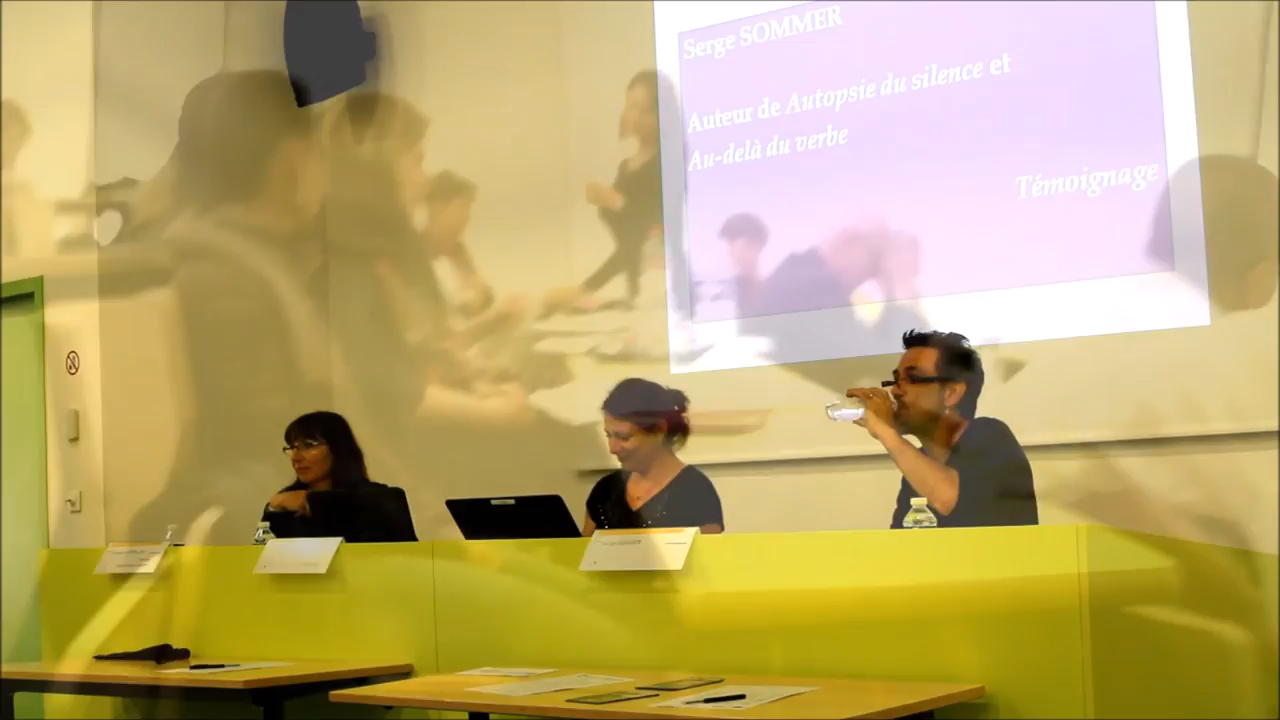 Serge SOMMER
Auteur de Autopsie du silence et
Au-delà du verbe
Témoignage